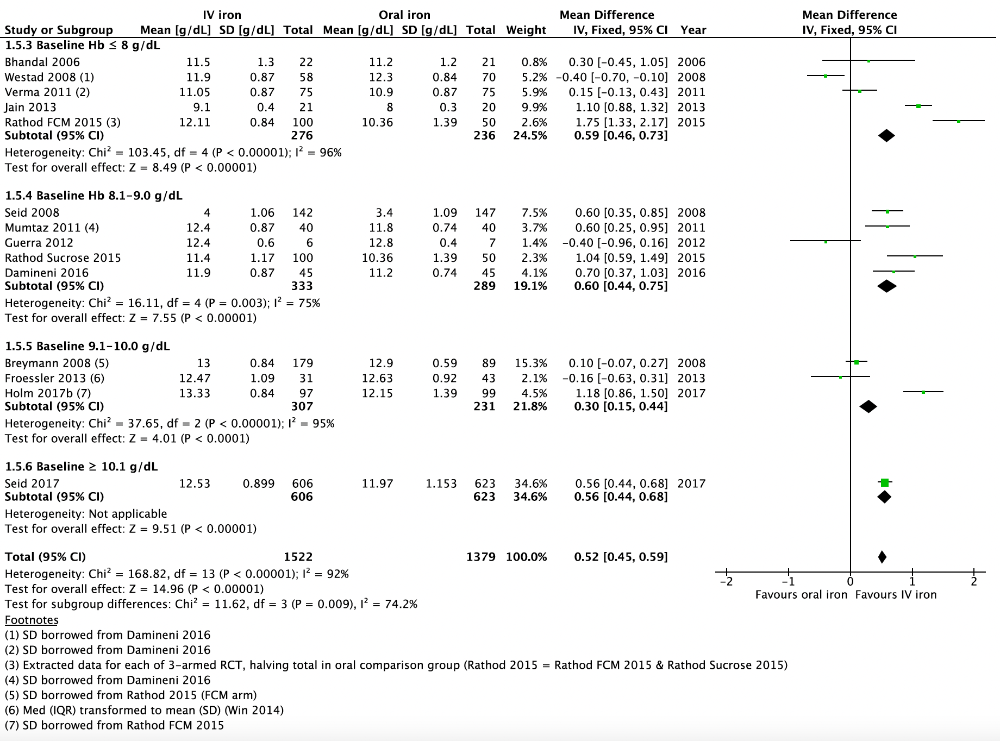 IV iron Oral iron Mean Difference Mean Difference
Study or Subgroup Mean [g/dL] SD [g/dL] Total Mean [g/dL] SD [g/dL] Total Weight IV, Fixed, 95% CI Year IV, Fixed, 95% CI
1.5.3 Baseline Hb ≤ 8 g/dL
Bhandal 2006 11.5 1.3 22 11.2 1.2 21 0.8% 0.30 [−0.45, 1.05] 2006
Westad 2008 (1) 11.9 0.87 58 12.3 0.84 70 5.2% −0.40 [−0.70, −0.10] 2008
Verma 2011 (2) 11.05 0.87 75 10.9 0.87 75 5.9% 0.15 [−0.13, 0.43] 2011
Jain 2013 9.1 0.4 21 8 0.3 20 9.9% 1.10 [0.88, 1.32] 2013
Rathod FCM 2015 (3) 12.11 0.84 100 10.36 1.39 50 2.6% 1.75 [1.33, 2.17] 2015
Subtotal (95% CI) 276 236 24.5% 0.59 [0.46, 0.73]
Heterogeneity: Chi² = 103.45, df = 4 (P < 0.00001); I² = 96%
Test for overall effect: Z = 8.49 (P < 0.00001)
1.5.4 Baseline Hb 8.1−9.0 g/dL
Seid 2008 4 1.06 142 3.4 1.09 147 7.5% 0.60 [0.35, 0.85] 2008
Mumtaz 2011 (4) 12.4 0.87 40 11.8 0.74 40 3.7% 0.60 [0.25, 0.95] 2011
Guerra 2012 12.4 0.6 6 12.8 0.4 7 1.4% −0.40 [−0.96, 0.16] 2012
Rathod Sucrose 2015 11.4 1.17 100 10.36 1.39 50 2.3% 1.04 [0.59, 1.49] 2015
Damineni 2016 11.9 0.87 45 11.2 0.74 45 4.1% 0.70 [0.37, 1.03] 2016
Subtotal (95% CI) 333 289 19.1% 0.60 [0.44, 0.75]
Heterogeneity: Chi² = 16.11, df = 4 (P = 0.003); I² = 75%
Test for overall effect: Z = 7.55 (P < 0.00001)
1.5.5 Baseline 9.1−10.0 g/dL
Breymann 2008 (5) 13 0.84 179 12.9 0.59 89 15.3% 0.10 [−0.07, 0.27] 2008
Froessler 2013 (6) 12.47 1.09 31 12.63 0.92 43 2.1% −0.16 [−0.63, 0.31] 2013
Holm 2017b (7) 13.33 0.84 97 12.15 1.39 99 4.5% 1.18 [0.86, 1.50] 2017
Subtotal (95% CI) 307 231 21.8% 0.30 [0.15, 0.44]
Heterogeneity: Chi² = 37.65, df = 2 (P < 0.00001); I² = 95%
Test for overall effect: Z = 4.01 (P < 0.0001)
1.5.6 Baseline ≥ 10.1 g/dL
Seid 2017 12.53 0.899 606 11.97 1.153 623 34.6% 0.56 [0.44, 0.68] 2017
Subtotal (95% CI) 606 623 34.6% 0.56 [0.44, 0.68]
Heterogeneity: Not applicable
Test for overall effect: Z = 9.51 (P < 0.00001)
Total (95% CI) 1522 1379 100.0% 0.52 [0.45, 0.59]
Heterogeneity: Chi² = 168.82, df = 13 (P < 0.00001); I² = 92%
Test for overall effect: Z = 14.96 (P < 0.00001)
Test for subgroup differences: Chi² = 11.62, df = 3 (P = 0.009), I² = 74.2%
−2 −1 0 1 2
Favours oral iron Favours IV iron
Footnotes
(1) SD borrowed from Damineni 2016
(2) SD borrowed from Damineni 2016
(3) Extracted data for each of 3−armed RCT, halving total in oral comparison group (Rathod 2015 = Rathod FCM 2015 & Rathod Sucrose 2015)
(4) SD borrowed from Damineni 2016
(5) SD borrowed from Rathod 2015 (FCM arm)
(6) Med (IQR) transformed to mean (SD) (Win 2014)
(7) SD borrowed from Rathod FCM 2015